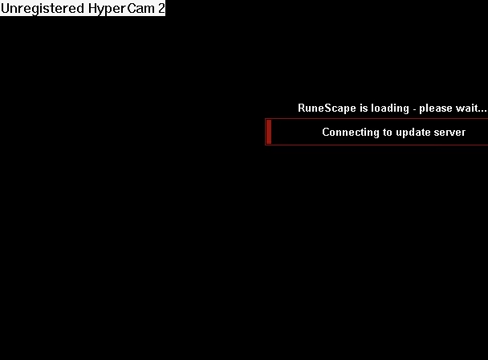 Unregistered HyperCam 2
RuneScape is loading - please wait...
Connecting to update server